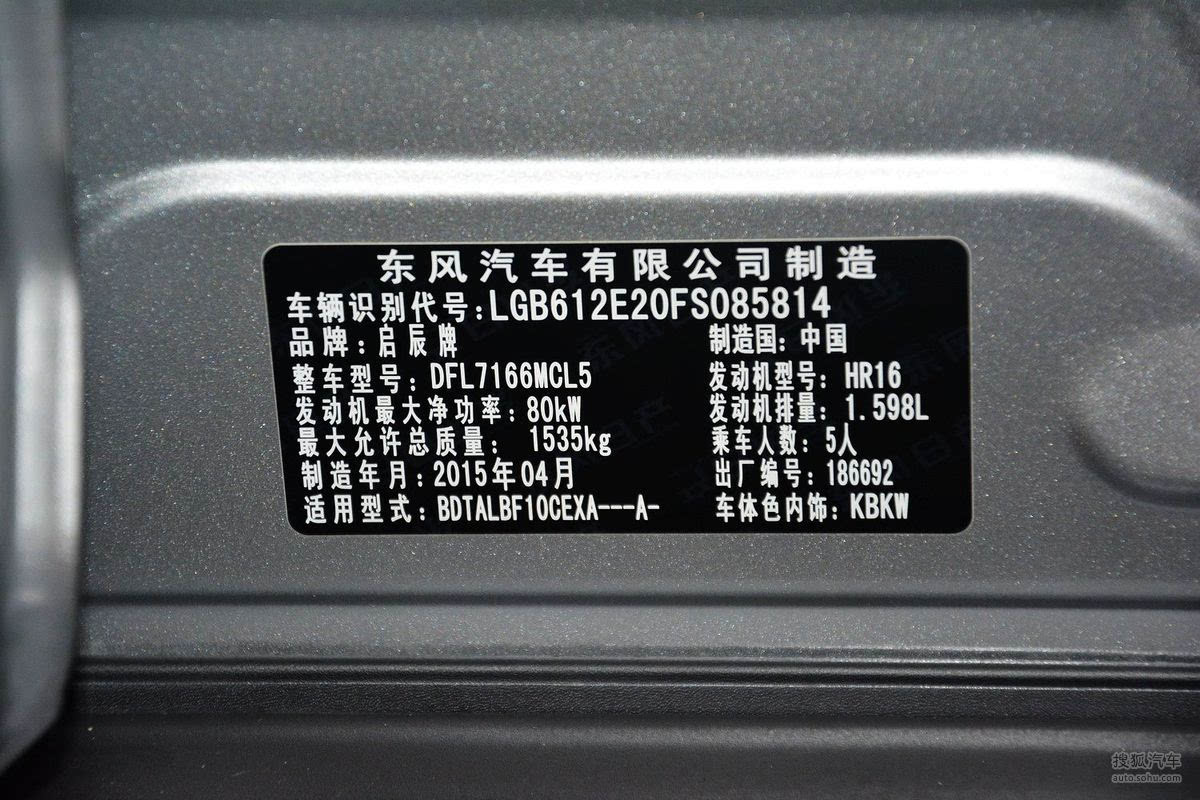 东风汽车有限公司制造
车辆识别代号:LGB612E20FS085814
品牌:启辰牌 制造国:中国
整车型号:DFL7166MCL5 发动机型号:HR16
发动机最大净功率:80kW 发动机排量:1.598L
最大允许总质量: 1535kg 乘车人数:5人
制造年月:2015年04月 出厂编号:186692
适用型式:BDTALBF10CEXA---A- 车体色内饰:KBKW
搜狐汽车
auto.sohu.com